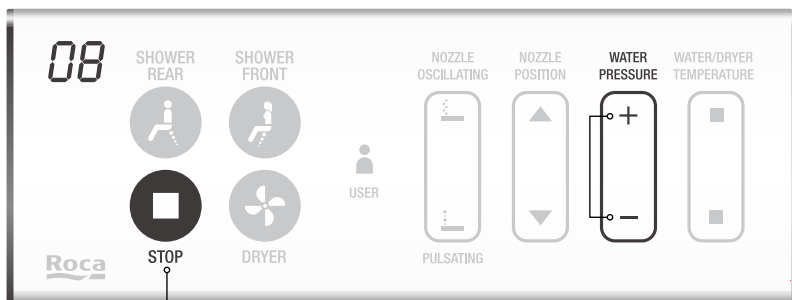 08
SHOWER
REAR
SHOWER
FRONT
NOZZLE
OSCILLATING
NOZZLE
POSITION
WATER
PRESSURE
WATER/DRYER
TEMPERATURE
+
−
USER
STOP
DRYER
PULSATING
Roca